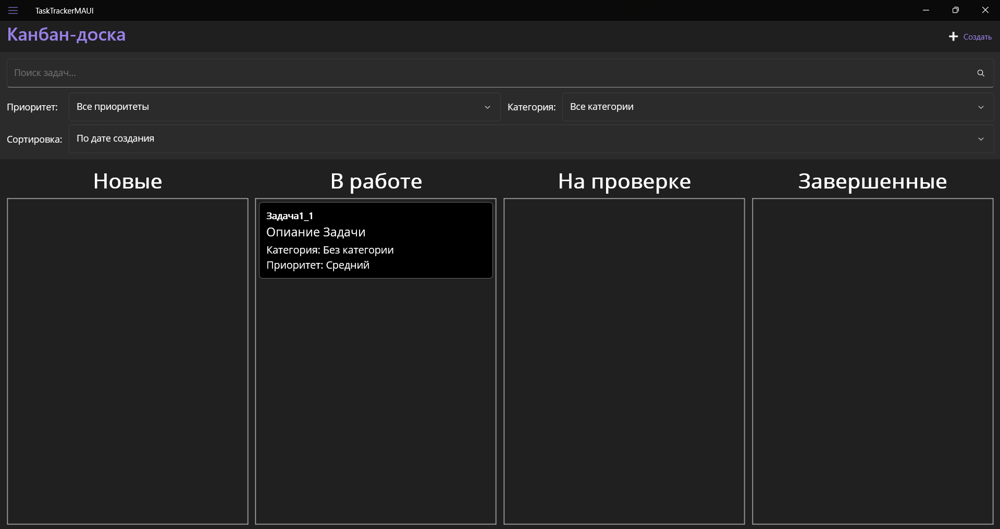 TaskTrackerMAUI
Канбан-доска
Создать
Поиск задач...
Приоритет: Все приоритеты Категория: Все категории
Сортировка: По дате создания
Новые В работе На проверке Завершенные
Задача1_1
Опиание Задачи
Категория: Без категории
Приоритет: Средний